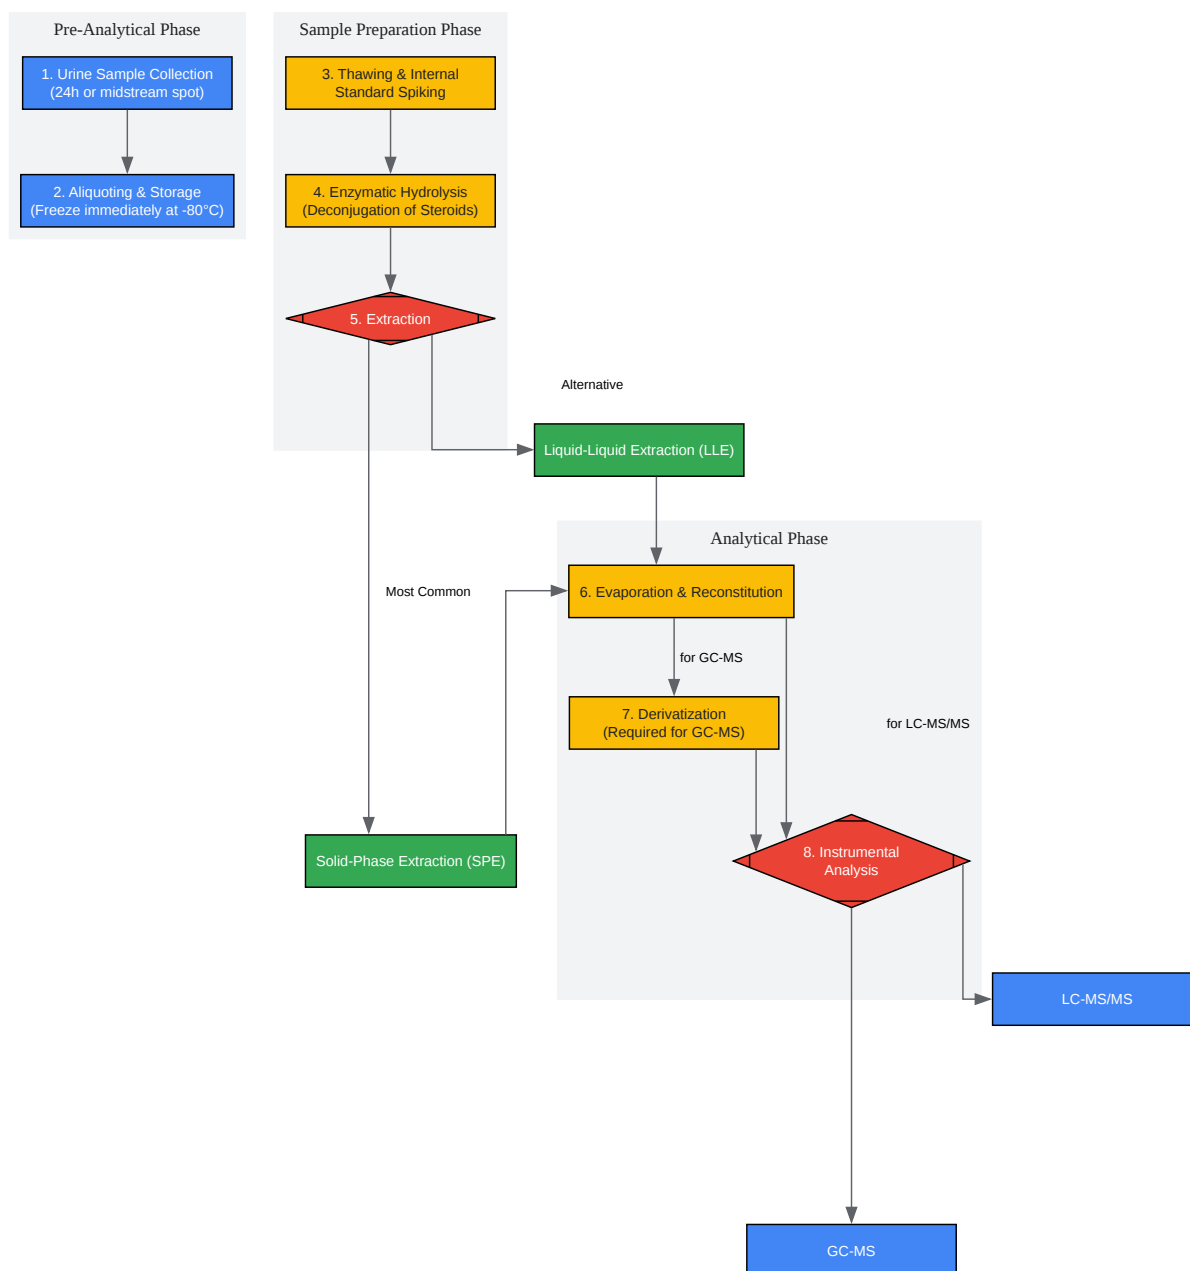 Pre-Analytical Phase
1. Urine Sample Collection
(24h or midstream spot)
2. Aliquoting & Storage
(Freeze immediately at -80°C)
Sample Preparation Phase
3. Thawing & Internal
Standard Spiking
4. Enzymatic Hydrolysis
(Deconjugation of Steroids)
5. Extraction
Alternative
Liquid-Liquid Extraction (LLE)
Most Common
Solid-Phase Extraction (SPE)
Analytical Phase
6. Evaporation & Reconstitution
for GC-MS
7. Derivatization
(Required for GC-MS)
for LC-MS/MS
8. Instrumental
Analysis
LC-MS/MS
GC-MS